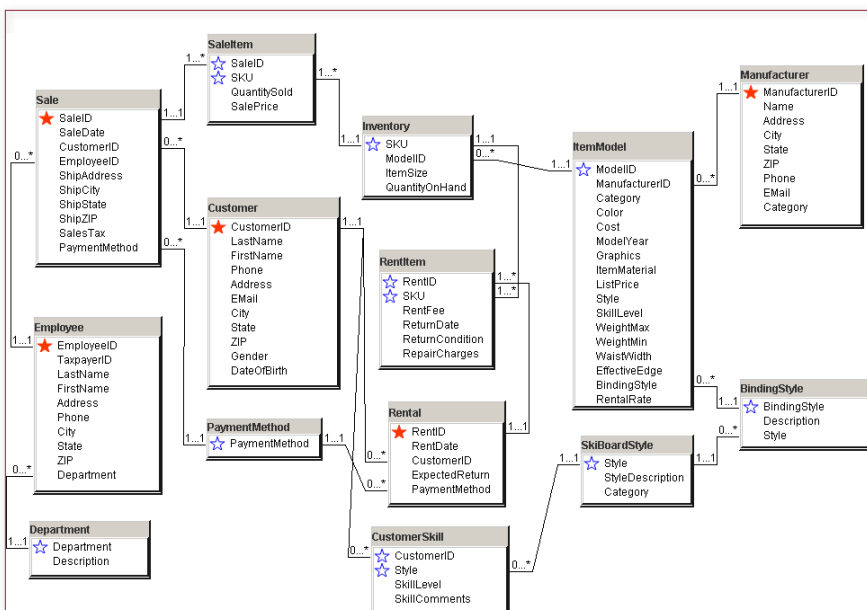 SaleItem
SaleID
SKU
QuantitySold
SalePrice
1...*
1...*
Sale
SaleID
SaleDate
CustomerID
EmployeeID
ShipAddress
ShipCity
ShipState
ShipZIP
SalesTax
PaymentMethod
1...1
0...*
0...*
0...*
Inventory
SKU
ModelID
ItemSize
QuantityOnHand
1...1
1...1
0...*
ItemModel
ModelID
ManufacturerID
Category
Color
Cost
ModelYear
Graphics
ItemMaterial
ListPrice
Style
SkillLevel
WeightMax
WeightMin
WaistWidth
EffectiveEdge
BindingStyle
RentalRate
1...1
0...*
0...*
Manufacturer
ManufacturerID
Name
Address
City
State
ZIP
Phone
EMail
Category
1...1
Customer
CustomerID
LastName
FirstName
Phone
Address
EMail
City
State
ZIP
Gender
DateOfBirth
1...1
1...1
RentItem
RentID
SKU
RentFee
ReturnDate
ReturnCondition
RepairCharges
1...*
1...*
Employee
EmployeeID
TaxpayerID
LastName
FirstName
Address
Phone
City
State
ZIP
Department
1...1
0...*
PaymentMethod
PaymentMethod
1...1
1...1
Rental
RentID
RentDate
CustomerID
ExpectedReturn
PaymentMethod
1...1
0...*
0...*
BindingStyle
BindingStyle
Description
Style
1...1
0...*
SkiBoardStyle
Style
StyleDescription
Category
1...1
1...1
Department
Department
Description
1...1
CustomerSkill
CustomerID
Style
SkillLevel
SkillComments
0...*
0...*